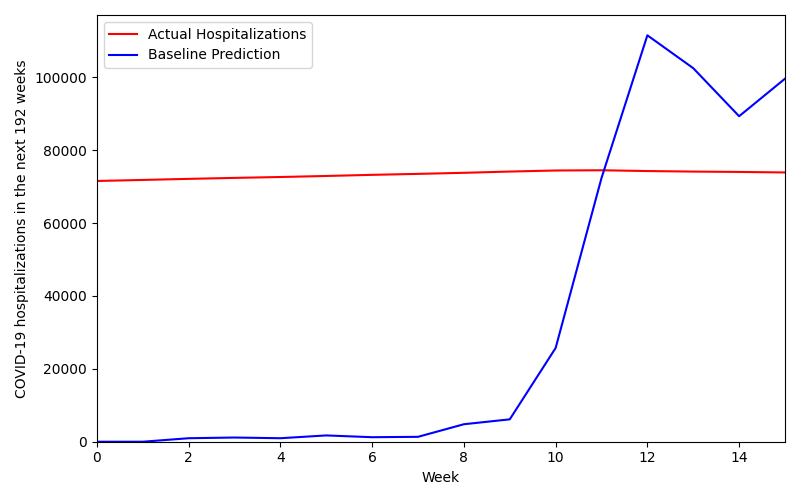 Actual Hospitalizations
Baseline Prediction
COVID-19 hospitalizations in the next 192 weeks
100000
80000
60000
40000
20000
0
0 2 4 6 8 10 12 14
Week